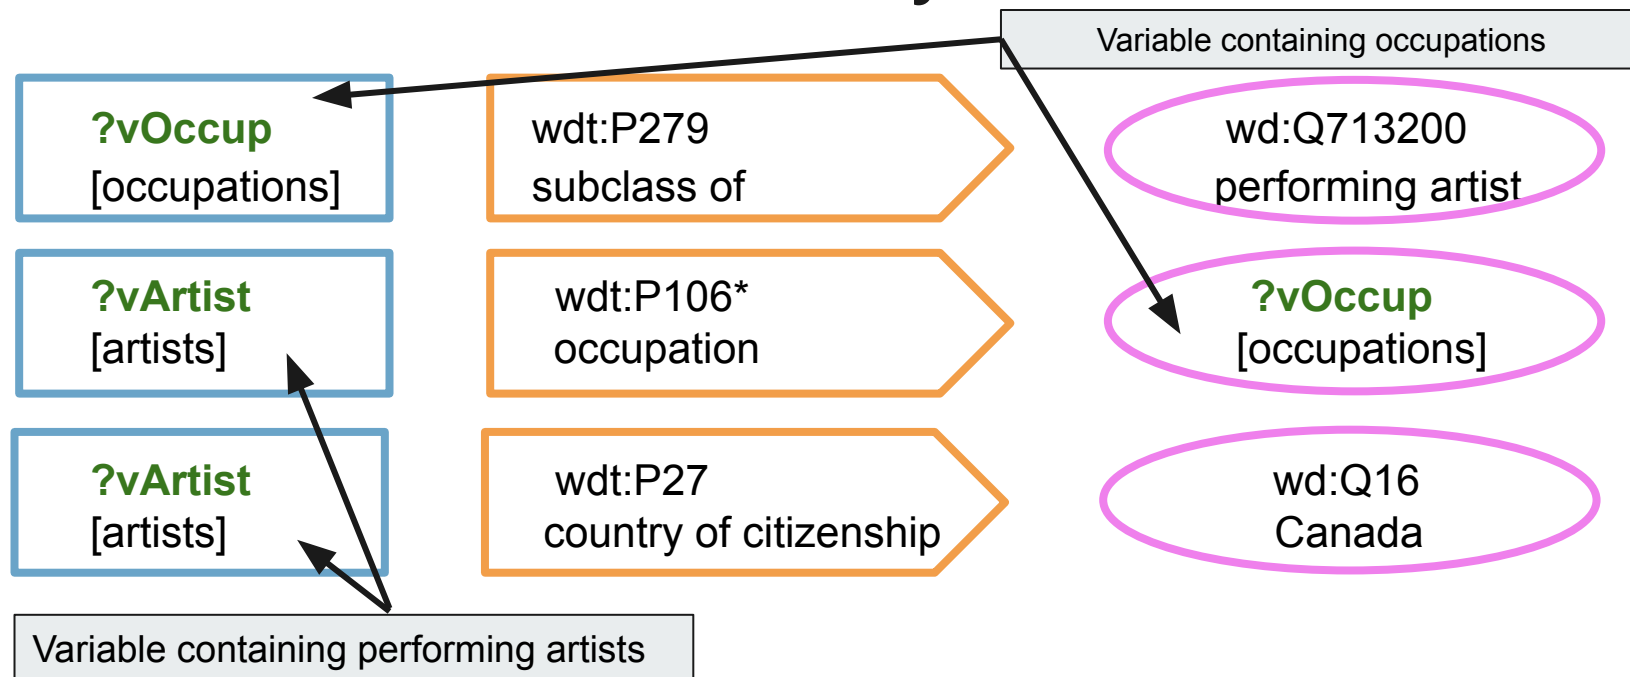 Variable containing occupations
?vOccup
[occupations]
wdt:P279
subclass of
wd:Q713200
performing artist
?vArtist
[artists]
wdt:P106*
occupation
?vOccup
[occupations]
?vArtist
[artists]
wdt:P27
country of citizenship
wd:Q16
Canada
Variable containing performing artists